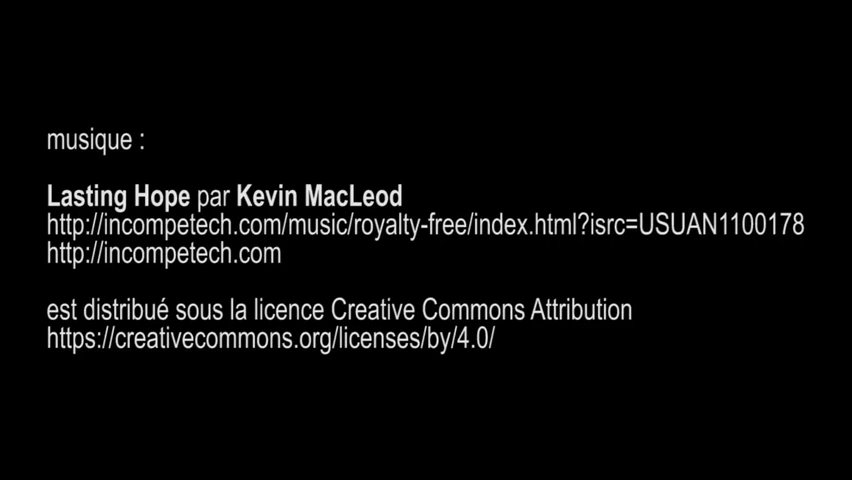 musique :
Lasting Hope par Kevin MacLeod
http://incompetech.com/music/royalty-free/index.html?isrc=USUAN1100178
http://incompetech.com
est distribué sous la licence Creative Commons Attribution
https://creativecommons.org/licenses/by/4.0/